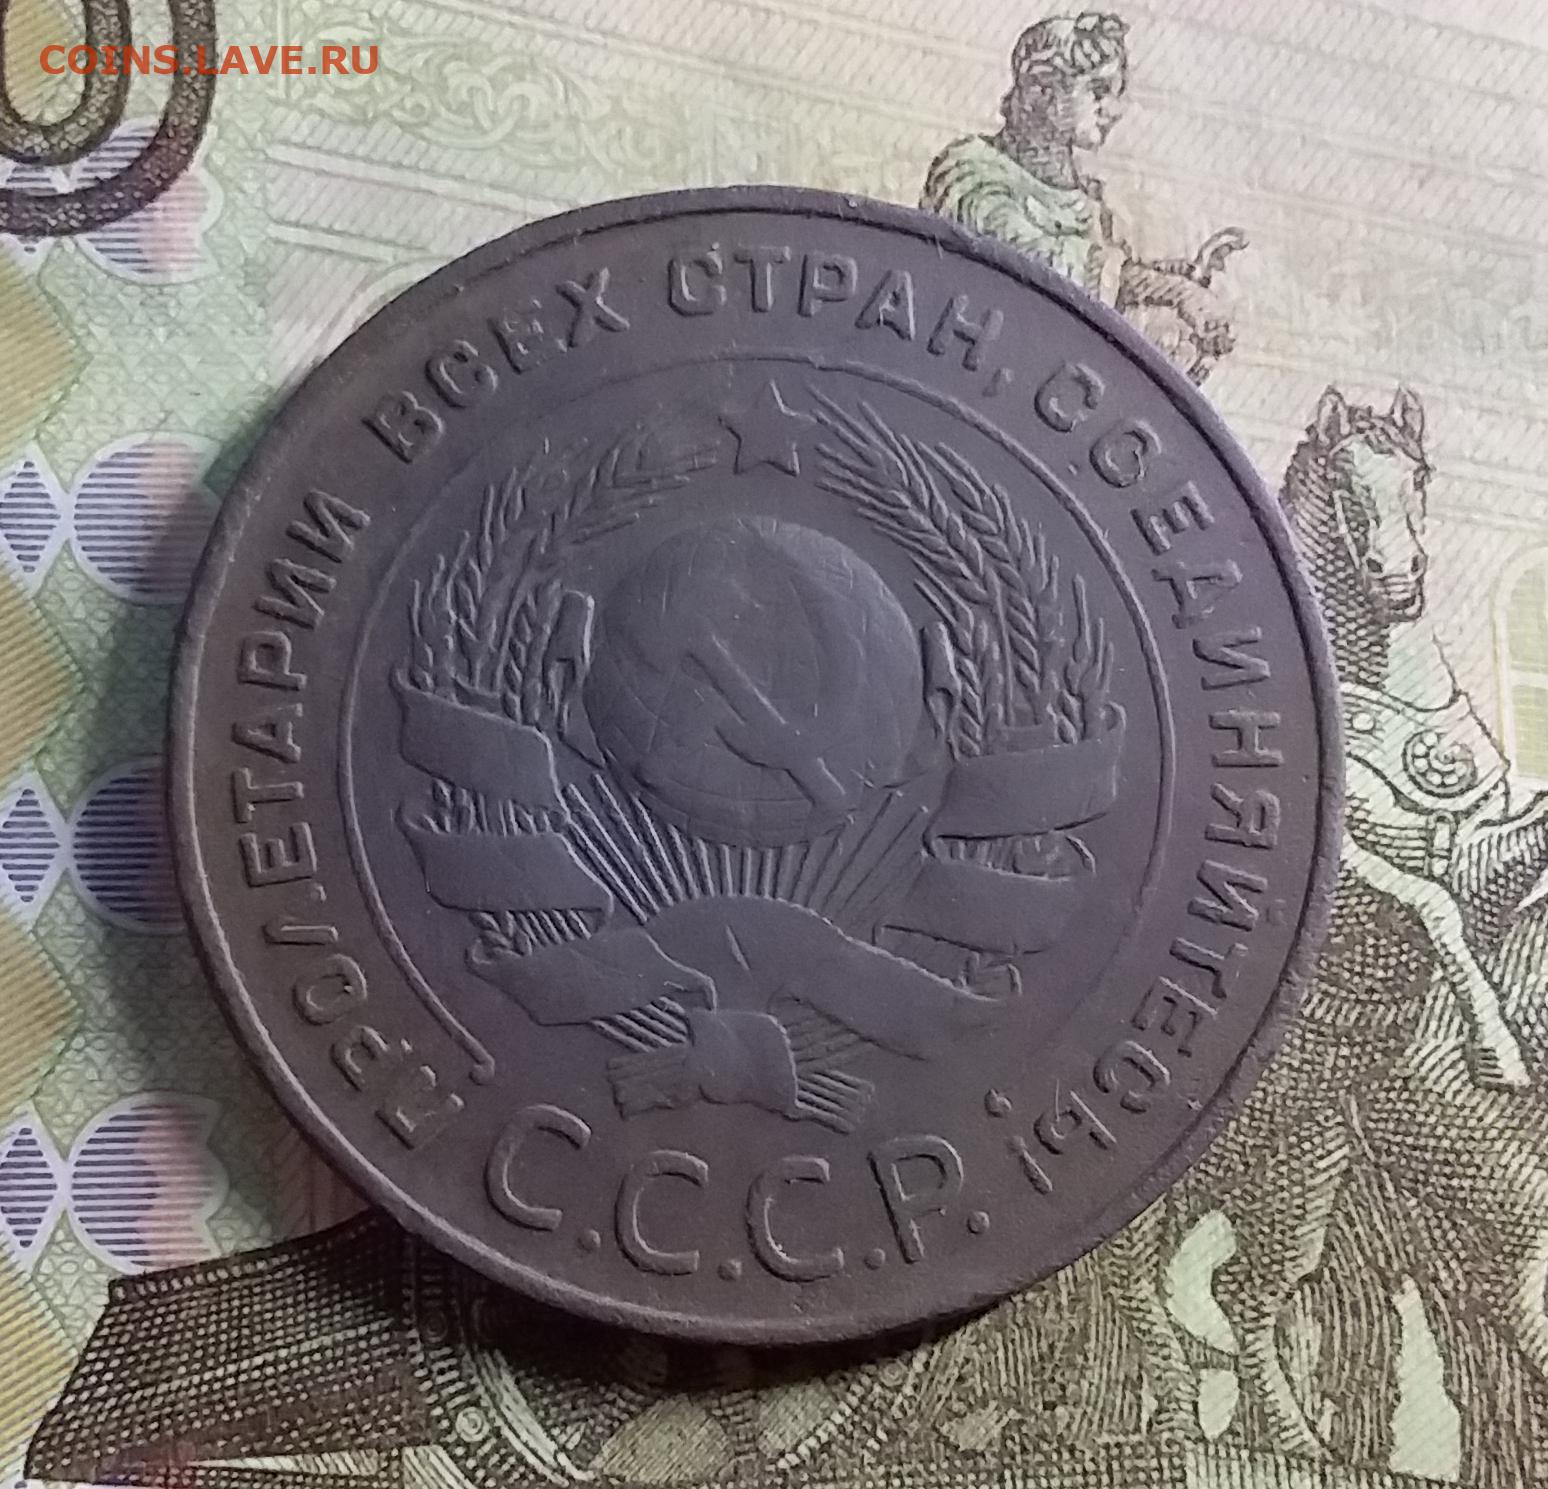 COINS.LAVE.RU
ПРОЛЕТАРИИ ВСЕХ СТРАН, СОЕДИНЯЙТЕСЬ!
С.С.С.Р.